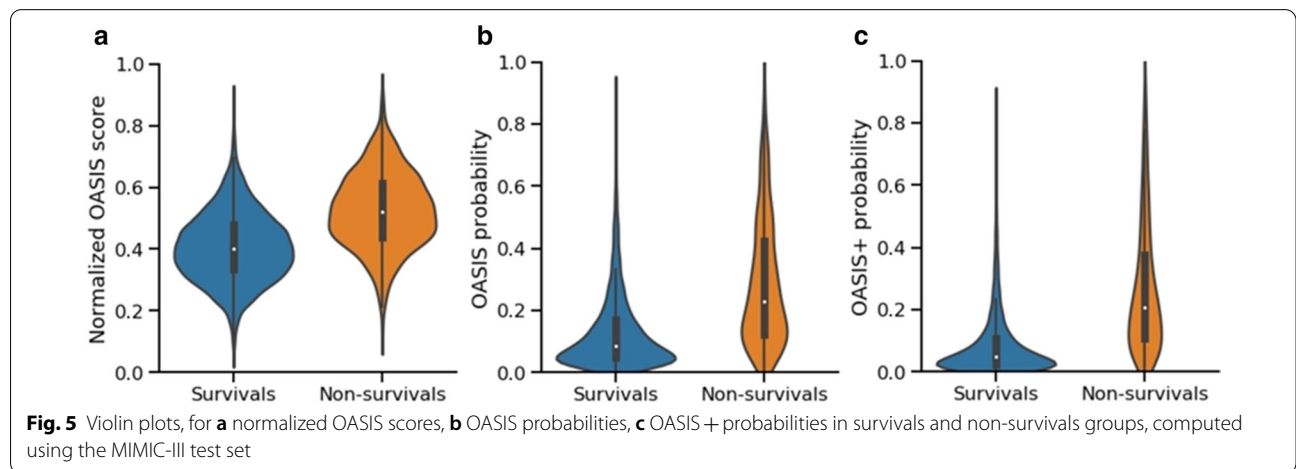 a
b
c
Normalized OASIS score
1.0
0.8
0.6
0.4
0.2
0.0
Survivals Non-survivals
OASIS probability
1.0
0.8
0.6
0.4
0.2
0.0
Survivals Non-survivals
OASIS+ probability
1.0
0.8
0.6
0.4
0.2
0.0
Survivals Non-survivals
Fig. 5 Violin plots, for a normalized OASIS scores, b OASIS probabilities, c OASIS + probabilities in survivals and non-survivals groups, computed
using the MIMIC-III test set